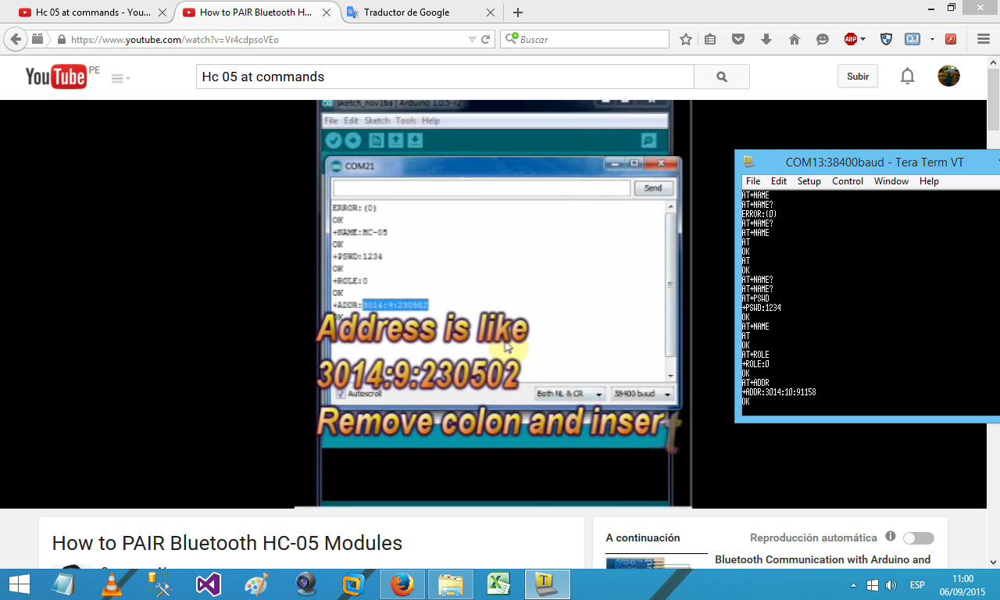 Hc 05 at commands - You...
How to PAIR Bluetooth H...
Traductor de Google
https://www.youtube.com/watch?v=Vr4cdpsoVEo
Buscar
ABP
QJ
YouTube PE
Hc 05 at commands
Subir
sketch_nov16a | Arduino 1.0.5-r2
File Edit Sketch Tools Help
COM21
Send
ERROR:(0)
OK
+NAME:HC-05
OK
+PSWD:1234
OK
+ROLE:0
OK
+ADDR:3014:9:230502
OK
Address is like
3014:9:230502
Autoscroll
Both NL & CR
38400 baud
Remove colon and insert
COM13:38400baud - Tera Term VT
File Edit Setup Control Window Help
AT+NAME
AT+NAME?
ERROR:(0)
AT+NAME?
AT+NAME
AT
OK
AT
OK
AT+NAME?
AT+NAME?
AT+PSWD
+PSWD:1234
OK
AT+NAME
AT
OK
AT+ROLE
+ROLE:0
OK
AT+ADDR
+ADDR:3014:10:91158
OK
How to PAIR Bluetooth HC-05 Modules
A continuación
Reproducción automática
Bluetooth Communication with Arduino and
ESP
11:00
06/09/2015